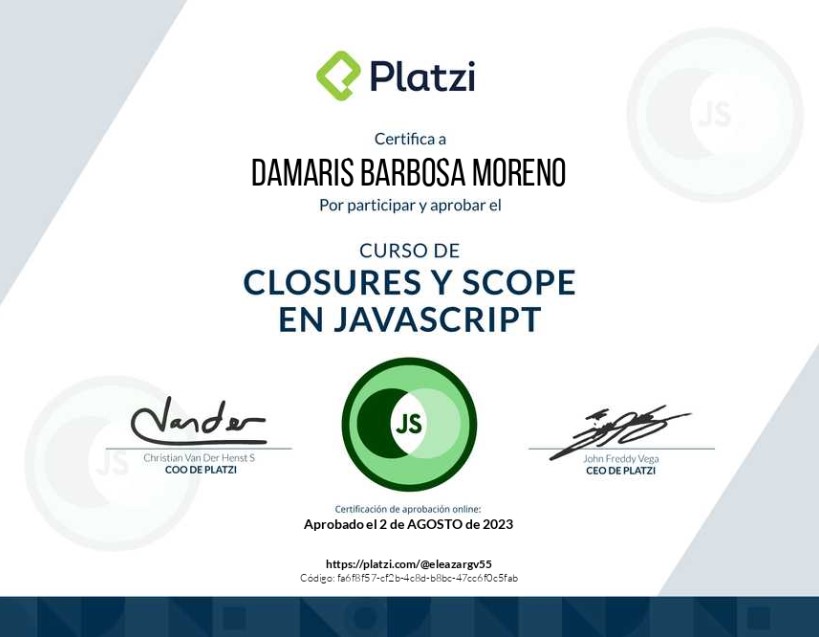 Platzi
JS
Certifica a
DAMARIS BARBOSA MORENO
Por participar y aprobar el
CURSO DE
CLOSURES Y SCOPE
EN JAVASCRIPT
JS
Vander
JS
Christian Van Der Henst S
COO DE PLATZI
John Freddy Vega
CEO DE PLATZI
Certificación de aprobación online:
Aprobado el 2 de AGOSTO de 2023
https://platzi.com/@eleazargv55
Código: fa6f8f57-cf2b-4c8d-b8bc-47cc6f0c5fab